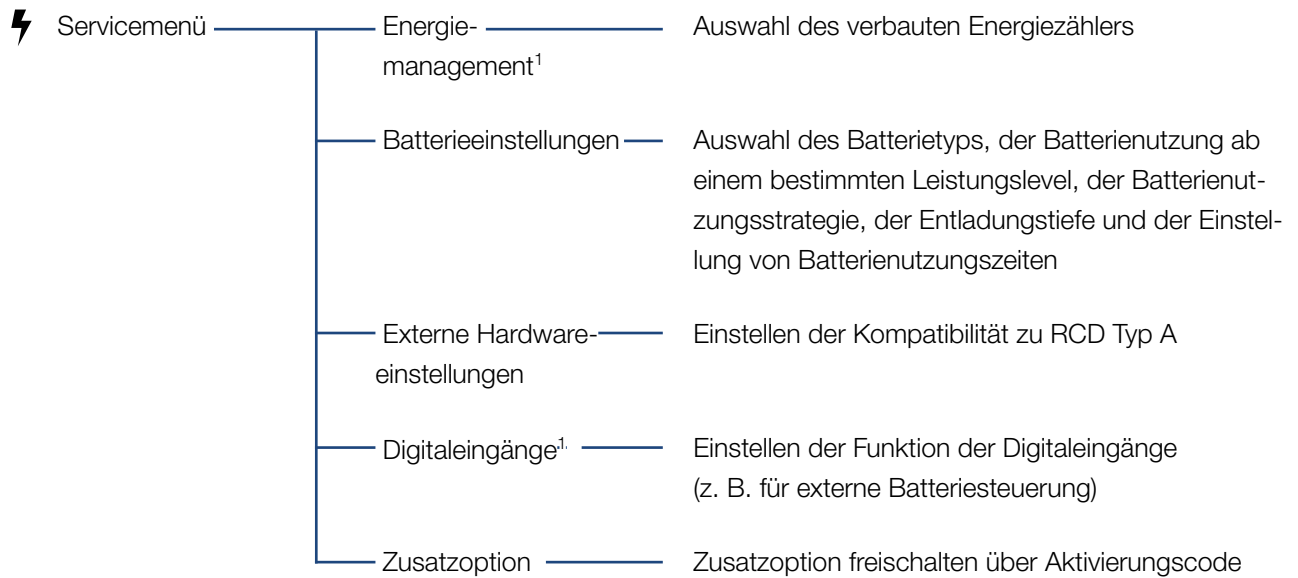 Servicemenü
Energie-
management¹
Auswahl des verbauten Energiezählers
Batterieeinstellungen
Auswahl des Batterietyps, der Batterienutzung ab
einem bestimmten Leistungslevel, der Batterienut-
zungsstrategie, der Entladungstiefe und der Einstel-
lung von Batterienutzungszeiten
Externe Hardware-
einstellungen
Einstellen der Kompatibilität zu RCD Typ A
Digitaleingänge¹·
Einstellen der Funktion der Digitaleingänge
(z. B. für externe Batteriesteuerung)
Zusatzoption
Zusatzoption freischalten über Aktivierungscode